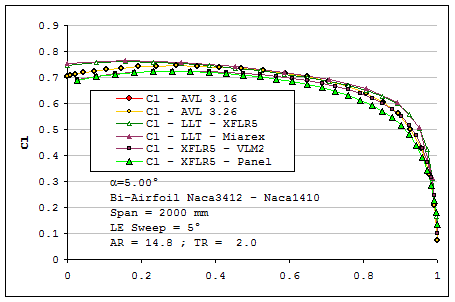 0.9
0.8
0.7
0.6
0.5
0.4
0.3
0.2
0.1
0
Cl
Cl - AVL 3.16
Cl - AVL 3.26
Cl - LLT - XFLR5
Cl - LLT - Miarex
Cl - XFLR5 - VLM2
Cl - XFLR5 - Panel
α=5.00°
Bi-Airfoil Naca3412 - Naca1410
Span = 2000 mm
LE Sweep = 5°
AR = 14.8 ; TR = 2.0
0 0.2 0.4 0.6 0.8 1